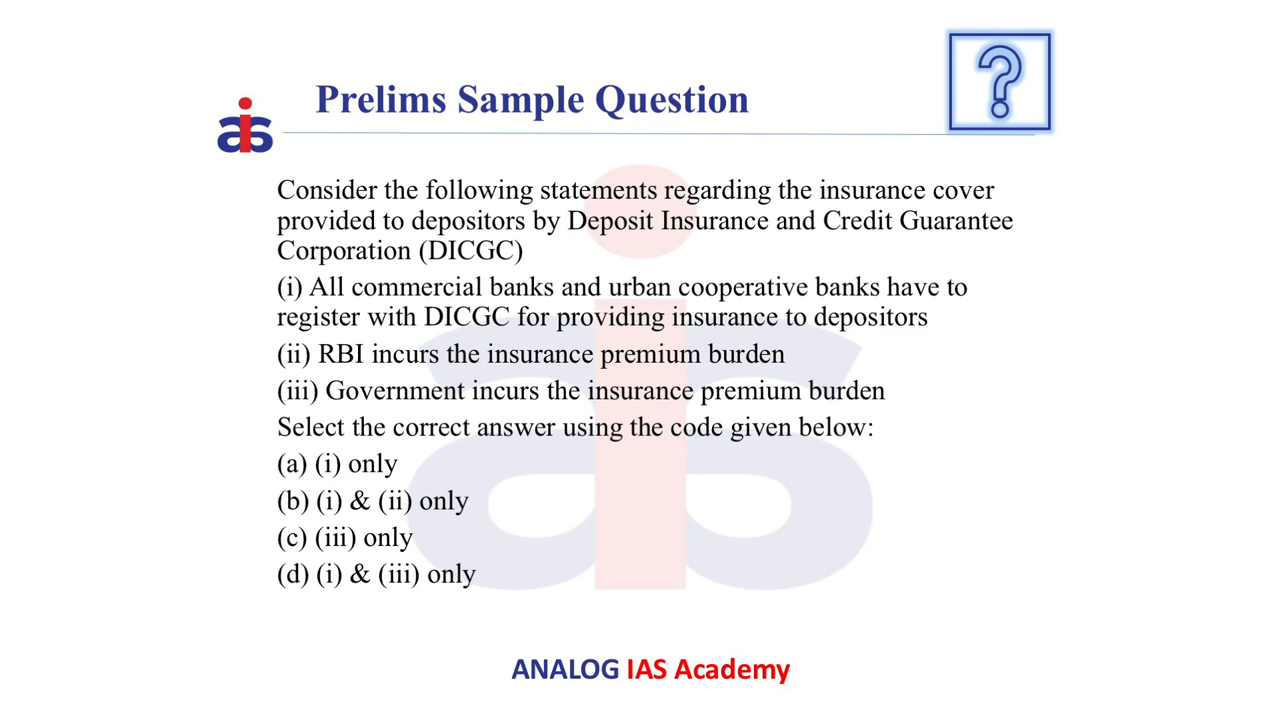 Prelims Sample Question
ais
Consider the following statements regarding the insurance cover
provided to depositors by Deposit Insurance and Credit Guarantee
Corporation (DICGC)
(i) All commercial banks and urban cooperative banks have to
register with DICGC for providing insurance to depositors
(ii) RBI incurs the insurance premium burden
(iii) Government incurs the insurance premium burden
Select the correct answer using the code given below:
(a) (i) only
(b) (i) & (ii) only
(c) (iii) only
(d) (i) & (iii) only
ANALOG IAS Academy